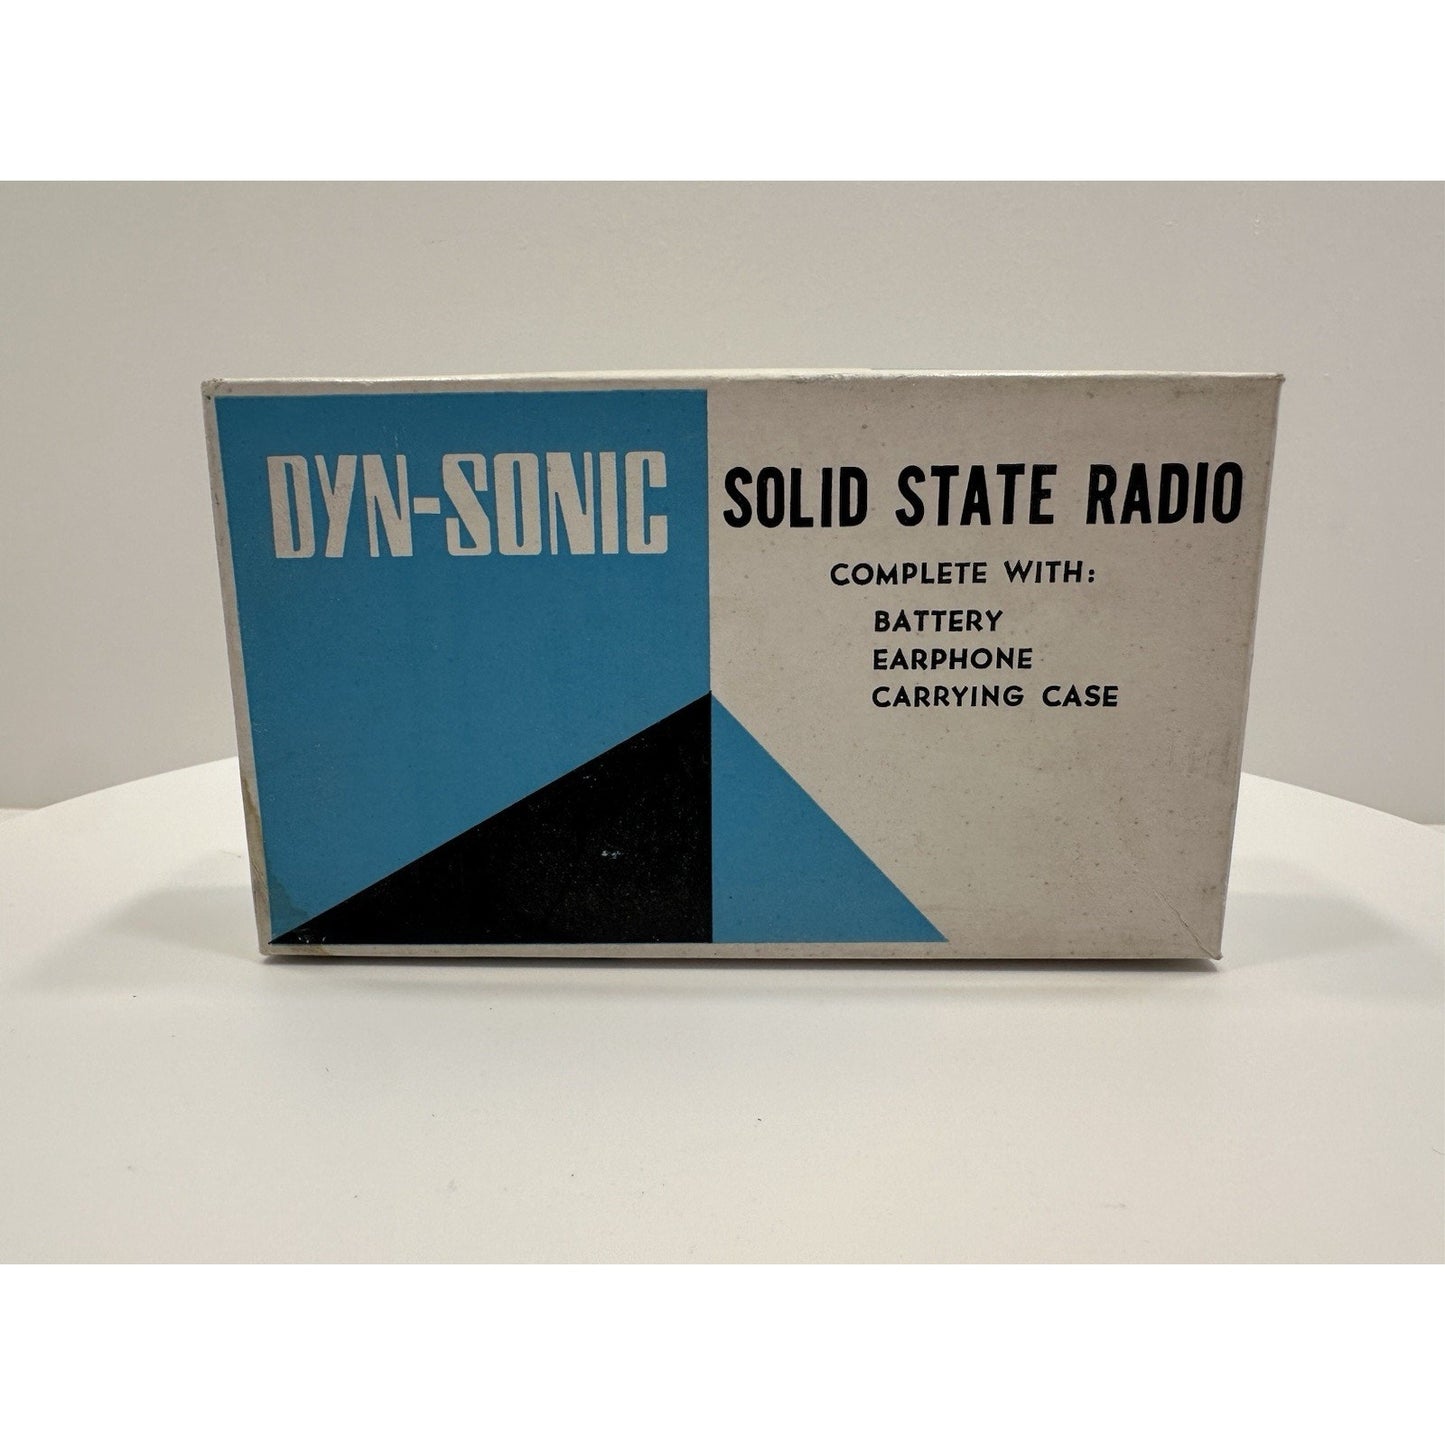 DYN-SONIC
SOLID STATE RADIO
COMPLETE WITH:
BATTERY
EARPHONE
CARRYING CASE